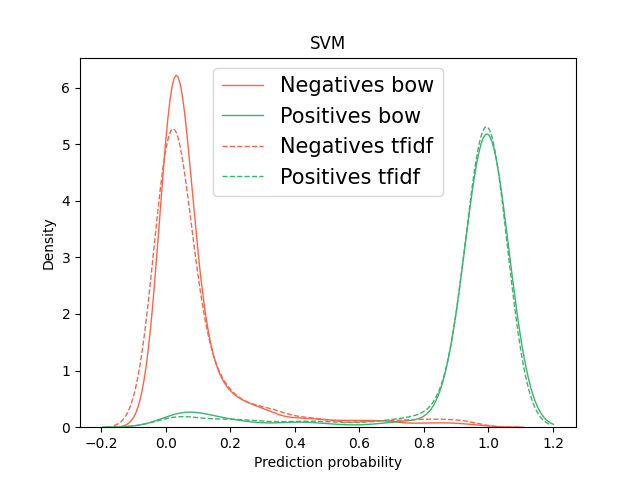 SVM
Negatives bow
Positives bow
Negatives tfidf
Positives tfidf
Density
6
5
4
3
2
1
0
−0.2
0.0
0.2
0.4
0.6
0.8
1.0
1.2
Prediction probability